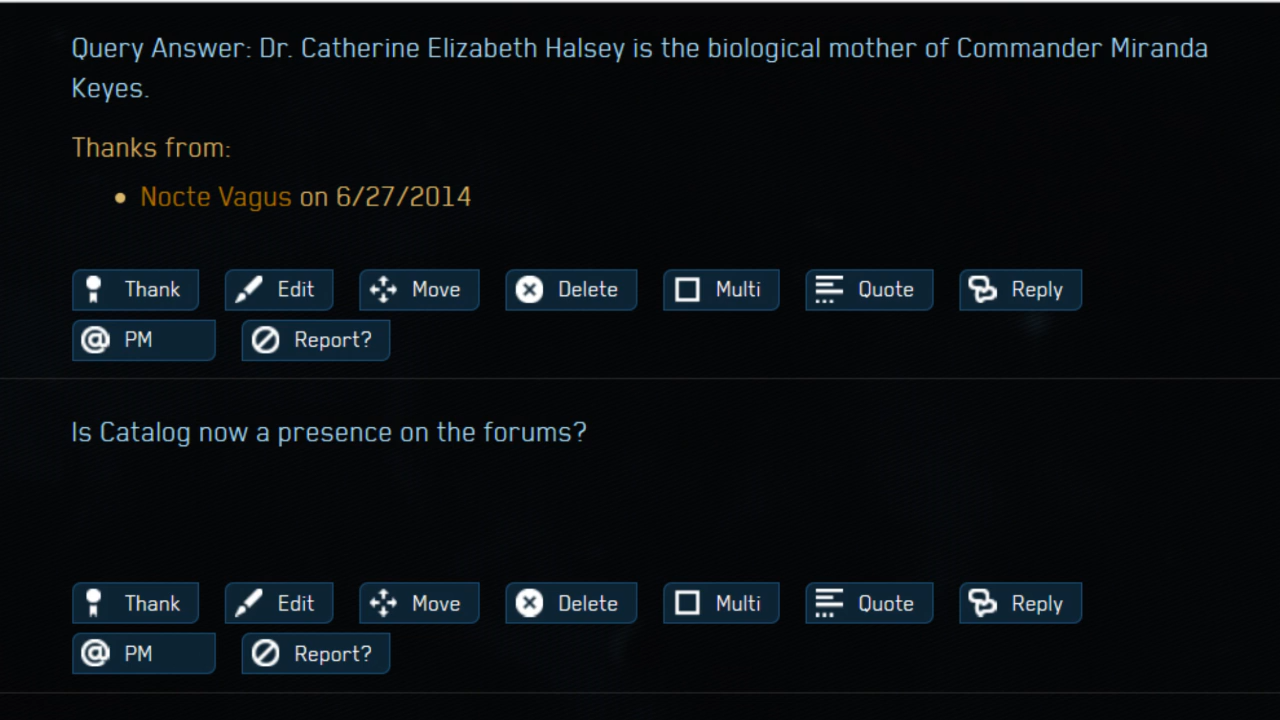 Query Answer: Dr. Catherine Elizabeth Halsey is the biological mother of Commander Miranda
Keyes.
Thanks from:
Nocte Vagus on 6/27/2014
Thank Edit Move Delete Multi Quote Reply
PM Report?
Is Catalog now a presence on the forums?
Thank Edit Move Delete Multi Quote Reply
PM Report?